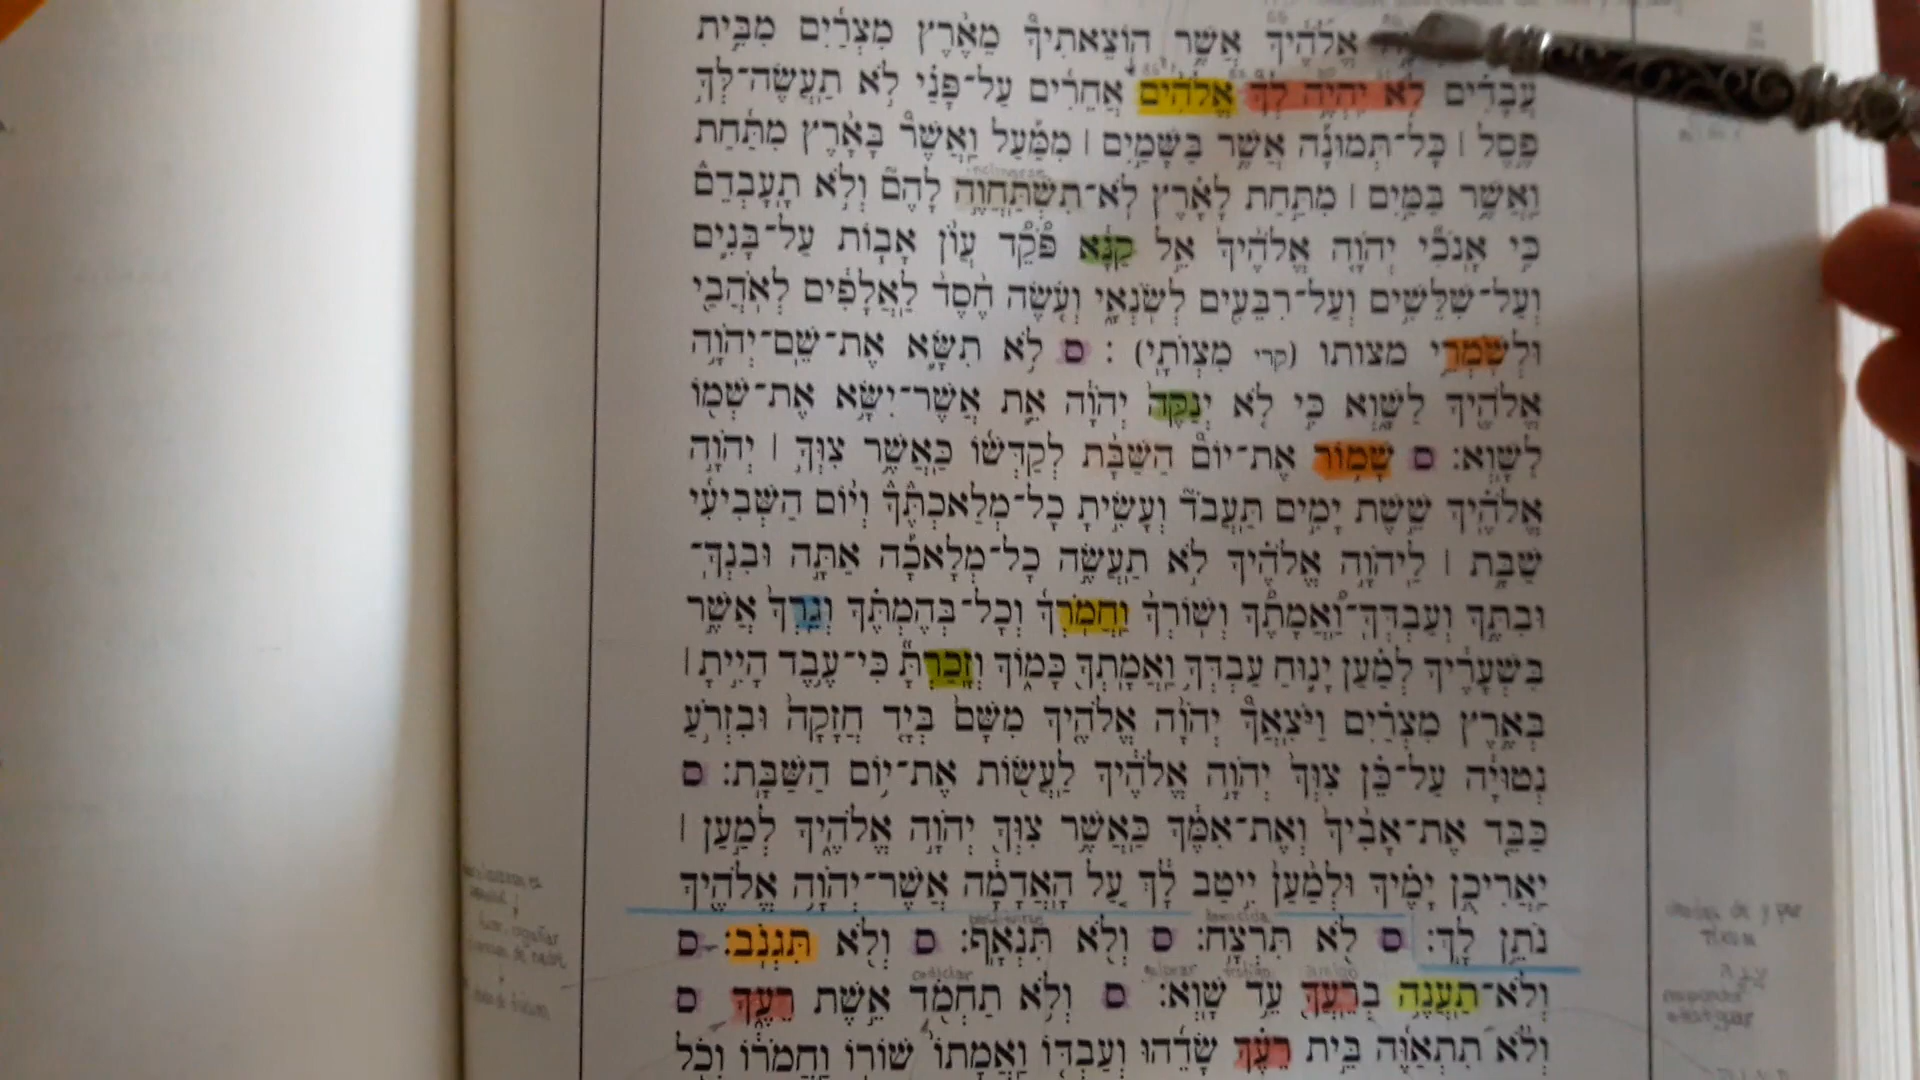 אֱלֹהֶיךָ אֲשֶׁר הוֹצֵאתִיךָ מֵאֶרֶץ מִצְרַיִם מִבֵּית
עֲבָדִים לֹא יִהְיֶה לְךָ אֱלֹהִים אֲחֵרִים עַל־פָּנָי לֹא תַעֲשֶׂה־לְךָ
פֶסֶל | כָּל־תְּמוּנָה אֲשֶׁר בַּשָּׁמַיִם | מִמַּעַל וַאֲשֶׁר בָּאָרֶץ מִתָּחַת
וַאֲשֶׁר בַּמַּיִם | מִתַּחַת לָאָרֶץ לֹא־תִשְׁתַּחֲוֶה לָהֶם וְלֹא תָעָבְדֵם
כִּי אָנֹכִי יְהוָה אֱלֹהֶיךָ אֵל קַנָּא פֹּקֵד עֲוֹן אָבוֹת עַל־בָּנִים
וְעַל־שִׁלֵּשִׁים וְעַל־רִבֵּעִים לְשֹׂנְאָי וְעֹשֶׂה חֶסֶד לַאֲלָפִים לְאֹהֲבַי
וּלְשֹׁמְרֵי מצותו (קרי מִצְוֹתָי) : ס לֹא תִשָּׂא אֶת־שֵׁם־יְהוָה
אֱלֹהֶיךָ לַשָּׁוְא כִּי לֹא יְנַקֶּה יְהוָה אֵת אֲשֶׁר־יִשָּׂא אֶת־שְׁמוֹ
לַשָּׁוְא: ס שָׁמוֹר אֶת־יוֹם הַשַּׁבָּת לְקַדְּשׁוֹ כַּאֲשֶׁר צִוְּךָ | יְהוָה
אֱלֹהֶיךָ שֵׁשֶׁת יָמִים תַּעֲבֹד וְעָשִׂיתָ כָל־מְלַאכְתֶּךָ וְיוֹם הַשְּׁבִיעִי
שַׁבָּת | לַיהוָה אֱלֹהֶיךָ לֹא תַעֲשֶׂה כָל־מְלָאכָה אַתָּה וּבִנְךָ־
וּבִתֶּךָ וְעַבְדְּךָ־וַאֲמָתֶךָ וְשׁוֹרְךָ וַחֲמֹרְךָ וְכָל־בְּהֶמְתֶּךָ וְגֵרְךָ אֲשֶׁר
בִּשְׁעָרֶיךָ לְמַעַן יָנוּחַ עַבְדְּךָ וַאֲמָתְךָ כָּמוֹךָ וְזָכַרְתָּ כִּי־עֶבֶד הָיִיתָ |
בְּאֶרֶץ מִצְרַיִם וַיֹּצִאֲךָ יְהוָה אֱלֹהֶיךָ מִשָּׁם בְּיָד חֲזָקָה וּבִזְרֹעַ
נְטוּיָה עַל־כֵּן צִוְּךָ יְהוָה אֱלֹהֶיךָ לַעֲשׂוֹת אֶת־יוֹם הַשַּׁבָּת: ס
כַּבֵּד אֶת־אָבִיךָ וְאֶת־אִמֶּךָ כַּאֲשֶׁר צִוְּךָ יְהוָה אֱלֹהֶיךָ לְמַעַן |
יַאֲרִיכֻן יָמֶיךָ וּלְמַעַן יִיטַב לָךְ עַל הָאֲדָמָה אֲשֶׁר־יְהוָה אֱלֹהֶיךָ
homicida
נֹתֵן לָךְ: ס לֹא תִּרְצָח: ס וְלֹא תִּנְאָף: ס וְלֹא תִּגְנֹב: ס
codiciar
וְלֹא־תַעֲנֶה בְרֵעֲךָ עֵד שָׁוְא: ס וְלֹא תַחְמֹד אֵשֶׁת רֵעֶךָ ס
וְלֹא תִתְאַוֶּה בֵּית רֵעֶךָ שָׂדֵהוּ וְעַבְדּוֹ וַאֲמָתוֹ שׁוֹרוֹ וַחֲמֹרוֹ וְכֹל